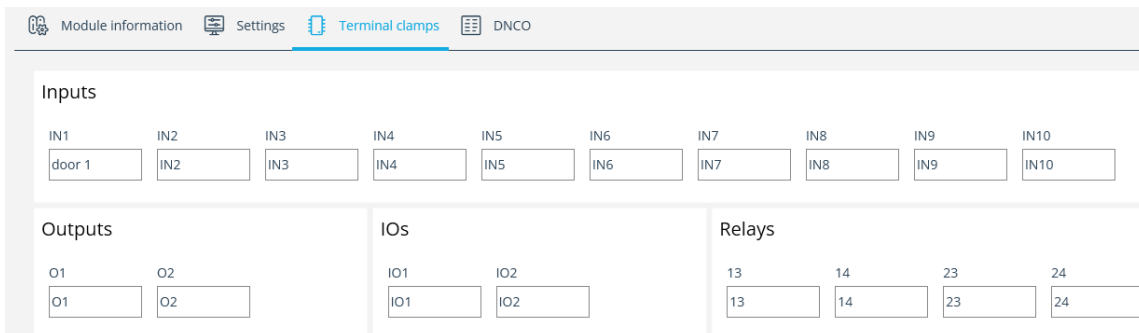 Module information Settings Terminal clamps DNCO
Inputs
IN1 IN2 IN3 IN4 IN5 IN6 IN7 IN8 IN9 IN10
door 1 IN2 IN3 IN4 IN5 IN6 IN7 IN8 IN9 IN10
Outputs IOs Relays
O1 O2 IO1 IO2 13 14 23 24
O1 O2 IO1 IO2 13 14 23 24